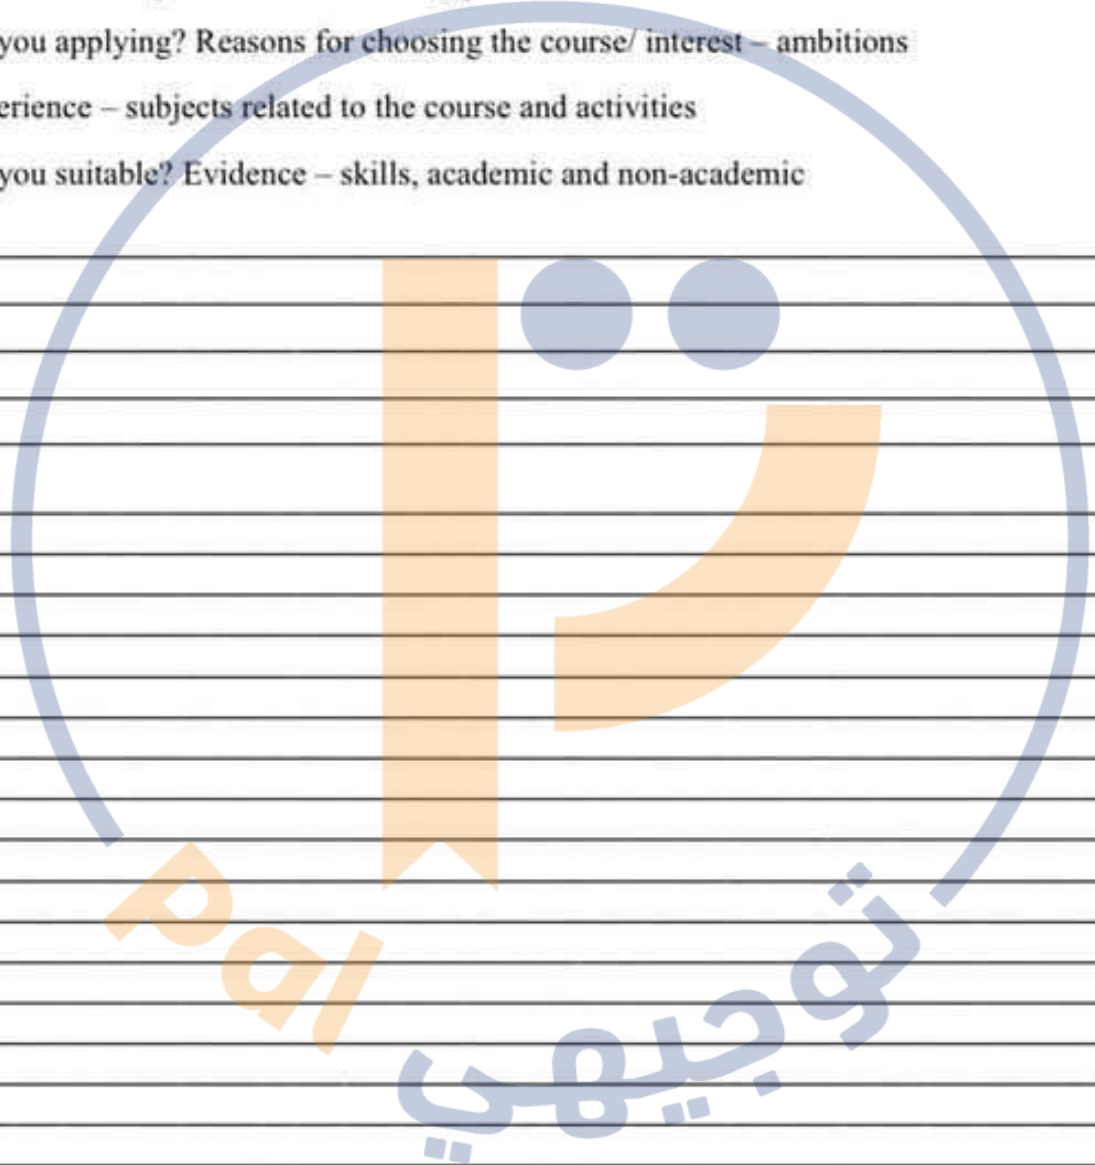 you applying? Reasons for choosing the course/ interest – ambitions
erience – subjects related to the course and activities
you suitable? Evidence – skills, academic and non-academic
Pal توجيهي